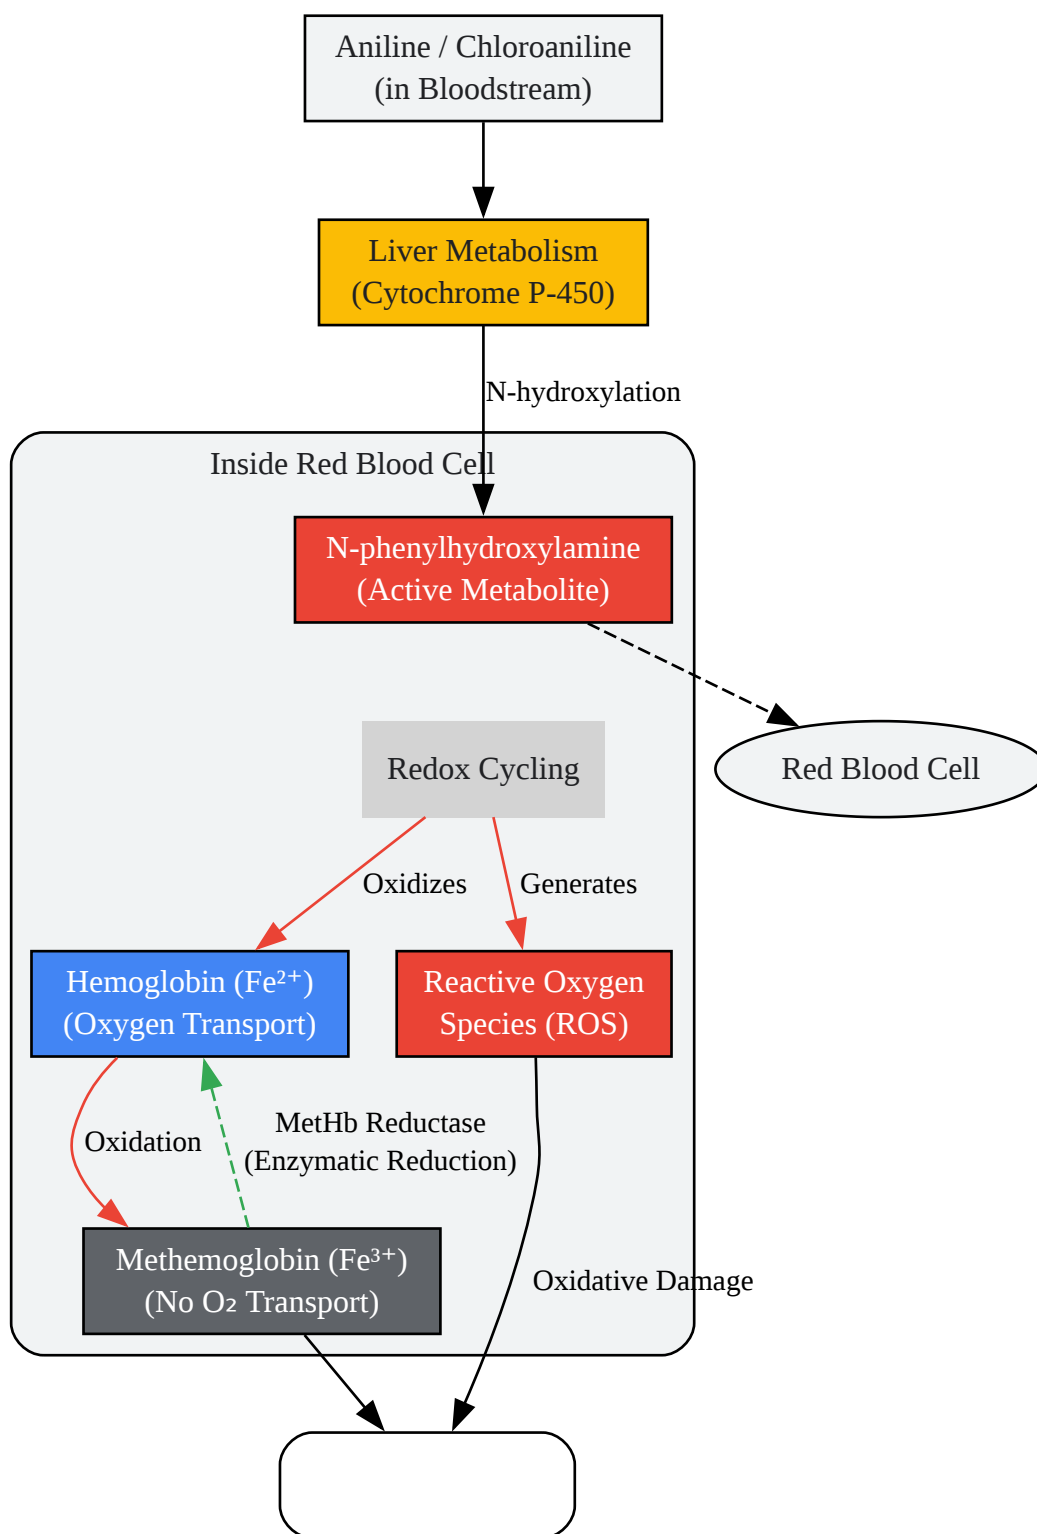 Aniline / Chloroaniline
(in Bloodstream)
Liver Metabolism
(Cytochrome P-450)
N-hydroxylation
Inside Red Blood Cell
N-phenylhydroxylamine
(Active Metabolite)
Redox Cycling
Red Blood Cell
Oxidizes
Generates
Hemoglobin (Fe²⁺)
(Oxygen Transport)
Reactive Oxygen
Species (ROS)
Oxidation
MetHb Reductase
(Enzymatic Reduction)
Methemoglobin (Fe³⁺)
(No O₂ Transport)
Oxidative Damage